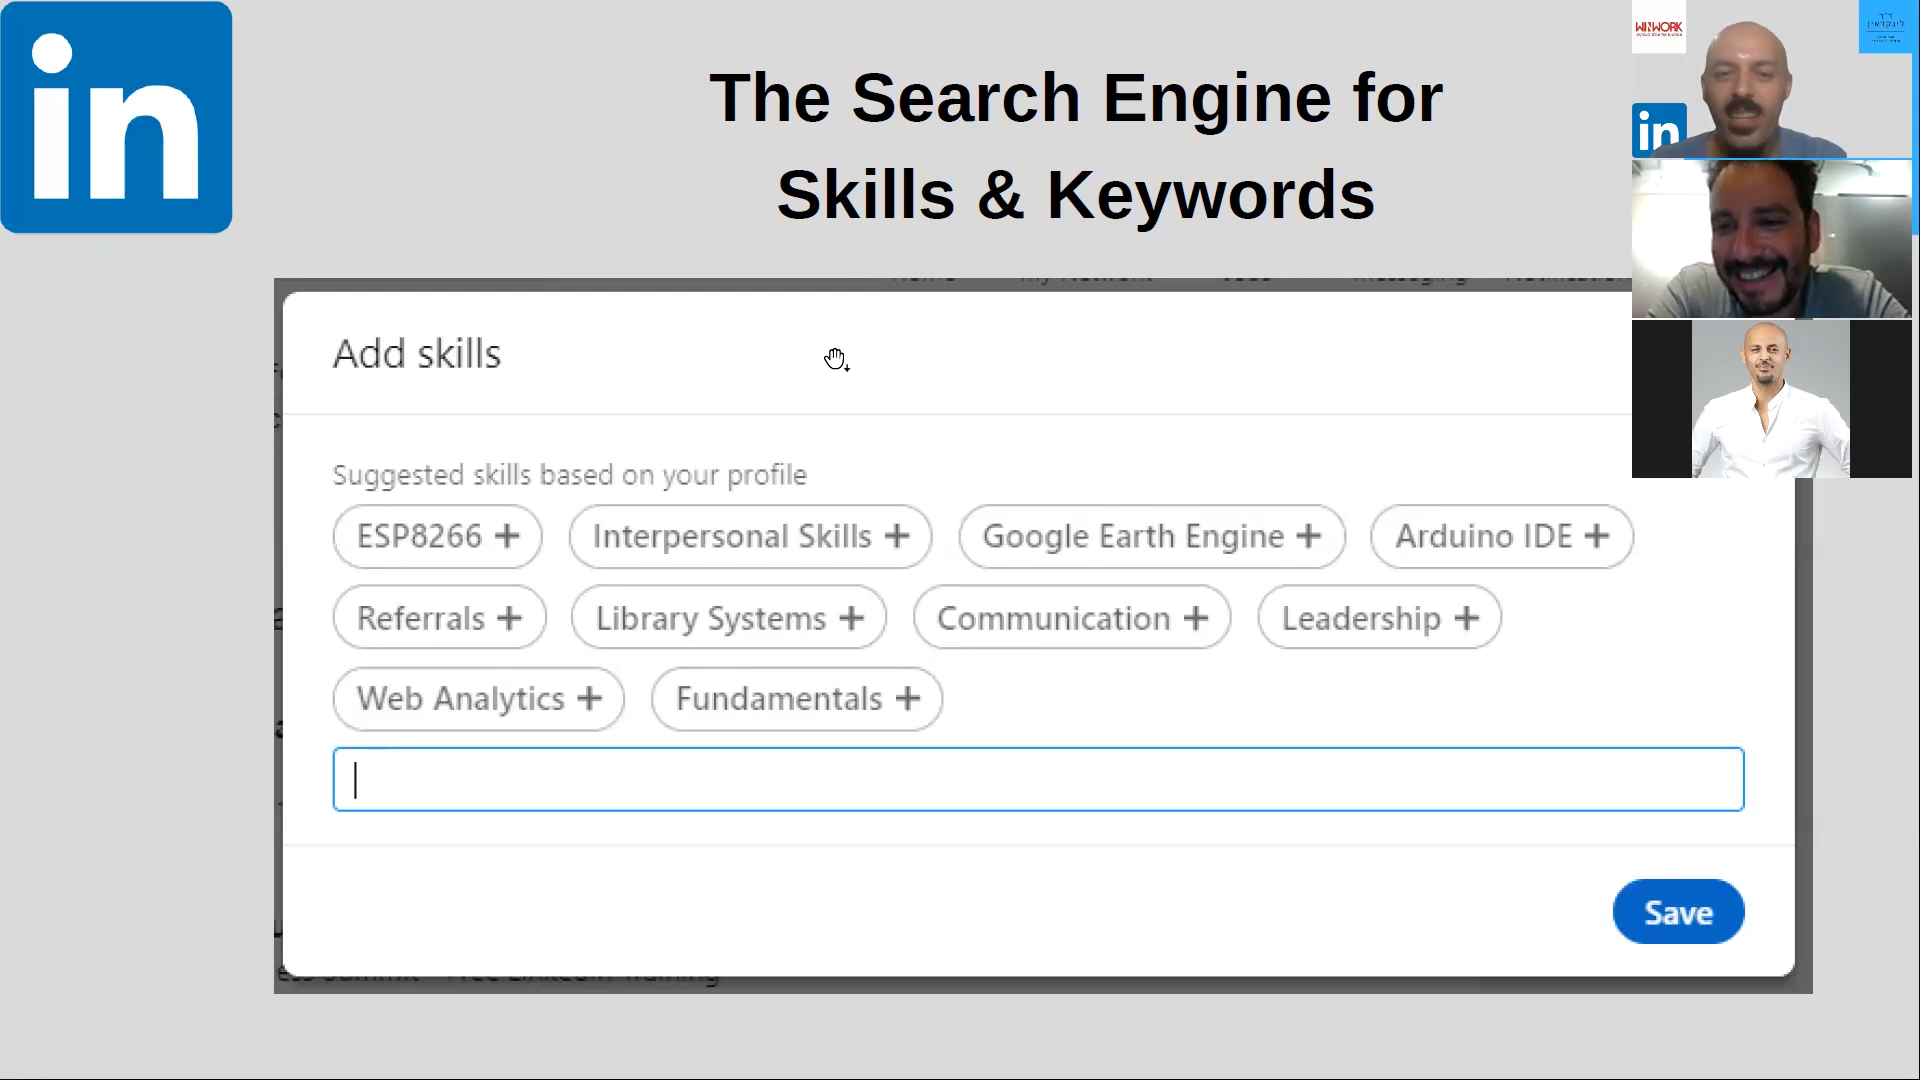 in
The Search Engine for
Skills & Keywords
WINWORK
ד״ר
לינקדאין
in
Add skills
Suggested skills based on your profile
ESP8266 +
Interpersonal Skills +
Google Earth Engine +
Arduino IDE +
Referrals +
Library Systems +
Communication +
Leadership +
Web Analytics +
Fundamentals +
Save